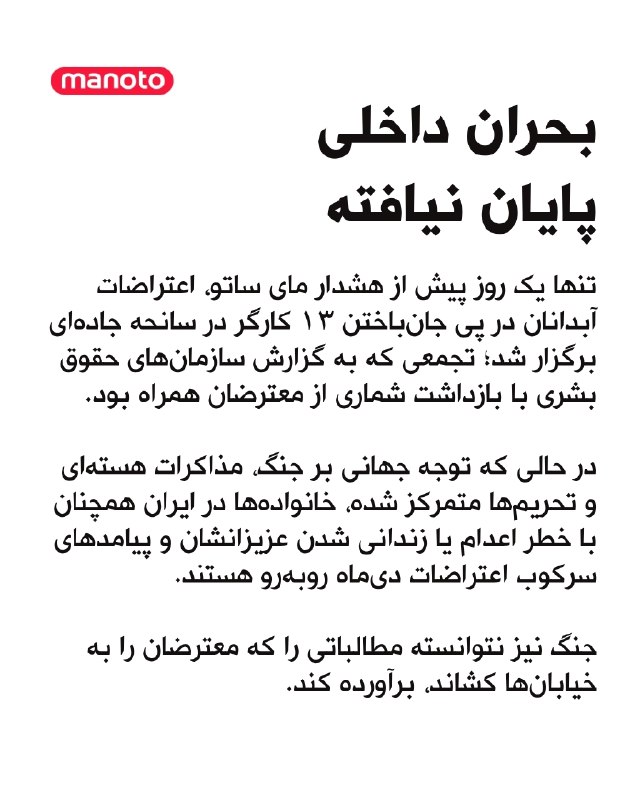 manoto
بحران داخلی
پایان نیافته
تنها یک روز پیش از هشدار مای ساتو، اعتراضات
آبدانان در پی جان‌باختن ۱۳ کارگر در سانحه جاده‌ای
برگزار شد؛ تجمعی که به گزارش سازمان‌های حقوق
بشری با بازداشت شماری از معترضان همراه بود.
در حالی که توجه جهانی بر جنگ، مذاکرات هسته‌ای
و تحریم‌ها متمرکز شده، خانواده‌ها در ایران همچنان
با خطر اعدام یا زندانی شدن عزیزانشان و پیامدهای
سرکوب اعتراضات دی‌ماه روبه‌رو هستند.
جنگ نیز نتوانسته مطالباتی را که معترضان را به
خیابان‌ها کشاند، برآورده کند.